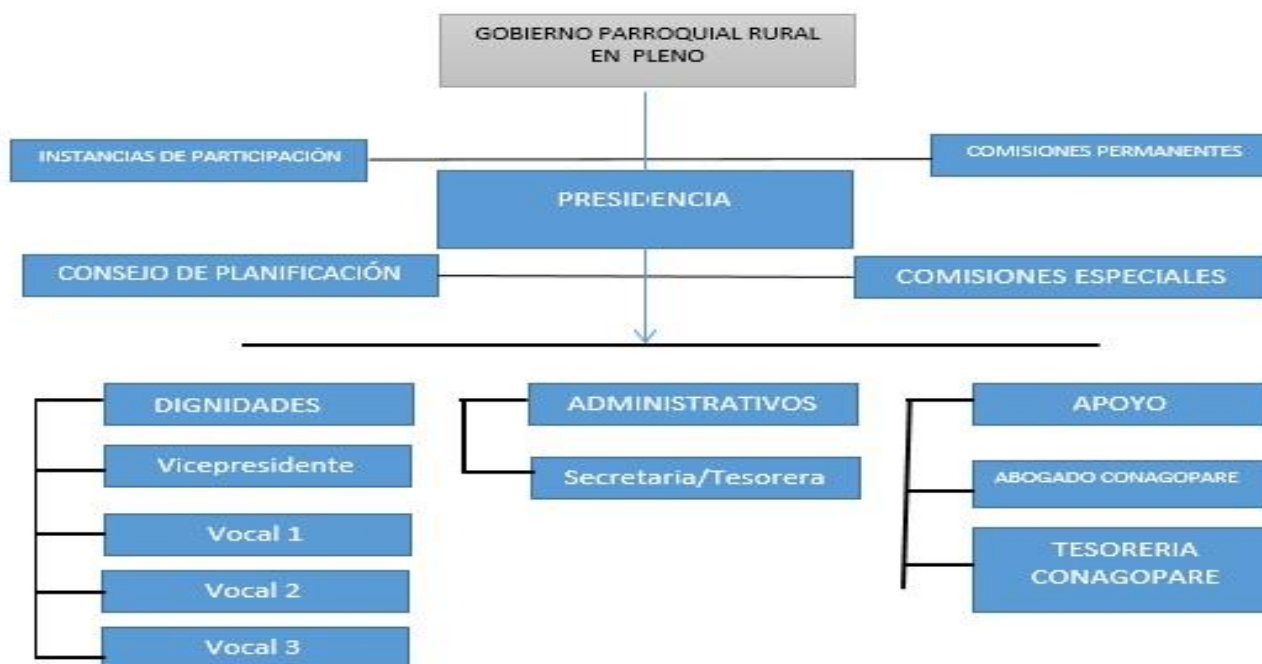 GOBIERNO PARROQUIAL RURAL
EN PLENO
INSTANCIAS DE PARTICIPACIÓN
COMISIONES PERMANENTES
PRESIDENCIA
CONSEJO DE PLANIFICACIÓN
COMISIONES ESPECIALES
DIGNIDADES
Vicepresidente
Vocal 1
Vocal 2
Vocal 3
ADMINISTRATIVOS
Secretaria/Tesorera
APOYO
ABOGADO CONAGOPARE
TESORERIA
CONAGOPARE